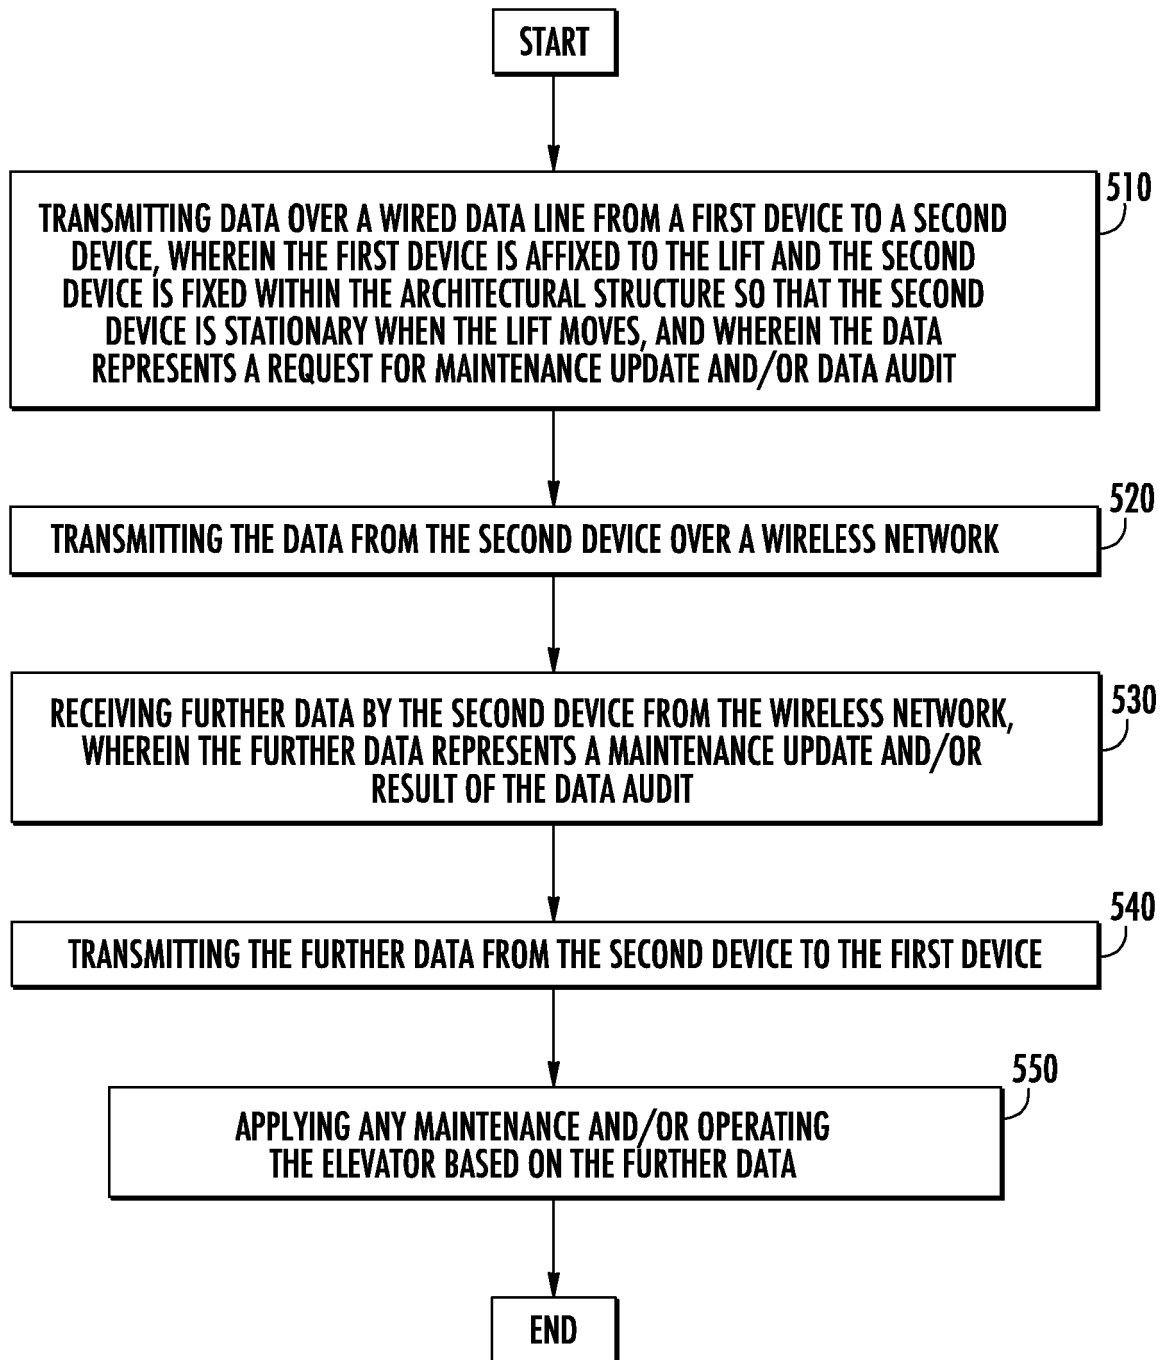 START
510
TRANSMITTING DATA OVER A WIRED DATA LINE FROM A FIRST DEVICE TO A SECOND
DEVICE, WHEREIN THE FIRST DEVICE IS AFFIXED TO THE LIFT AND THE SECOND
DEVICE IS FIXED WITHIN THE ARCHITECTURAL STRUCTURE SO THAT THE SECOND
DEVICE IS STATIONARY WHEN THE LIFT MOVES, AND WHEREIN THE DATA
REPRESENTS A REQUEST FOR MAINTENANCE UPDATE AND/OR DATA AUDIT
520
TRANSMITTING THE DATA FROM THE SECOND DEVICE OVER A WIRELESS NETWORK
530
RECEIVING FURTHER DATA BY THE SECOND DEVICE FROM THE WIRELESS NETWORK,
WHEREIN THE FURTHER DATA REPRESENTS A MAINTENANCE UPDATE AND/OR
RESULT OF THE DATA AUDIT
540
TRANSMITTING THE FURTHER DATA FROM THE SECOND DEVICE TO THE FIRST DEVICE
550
APPLYING ANY MAINTENANCE AND/OR OPERATING
THE ELEVATOR BASED ON THE FURTHER DATA
END